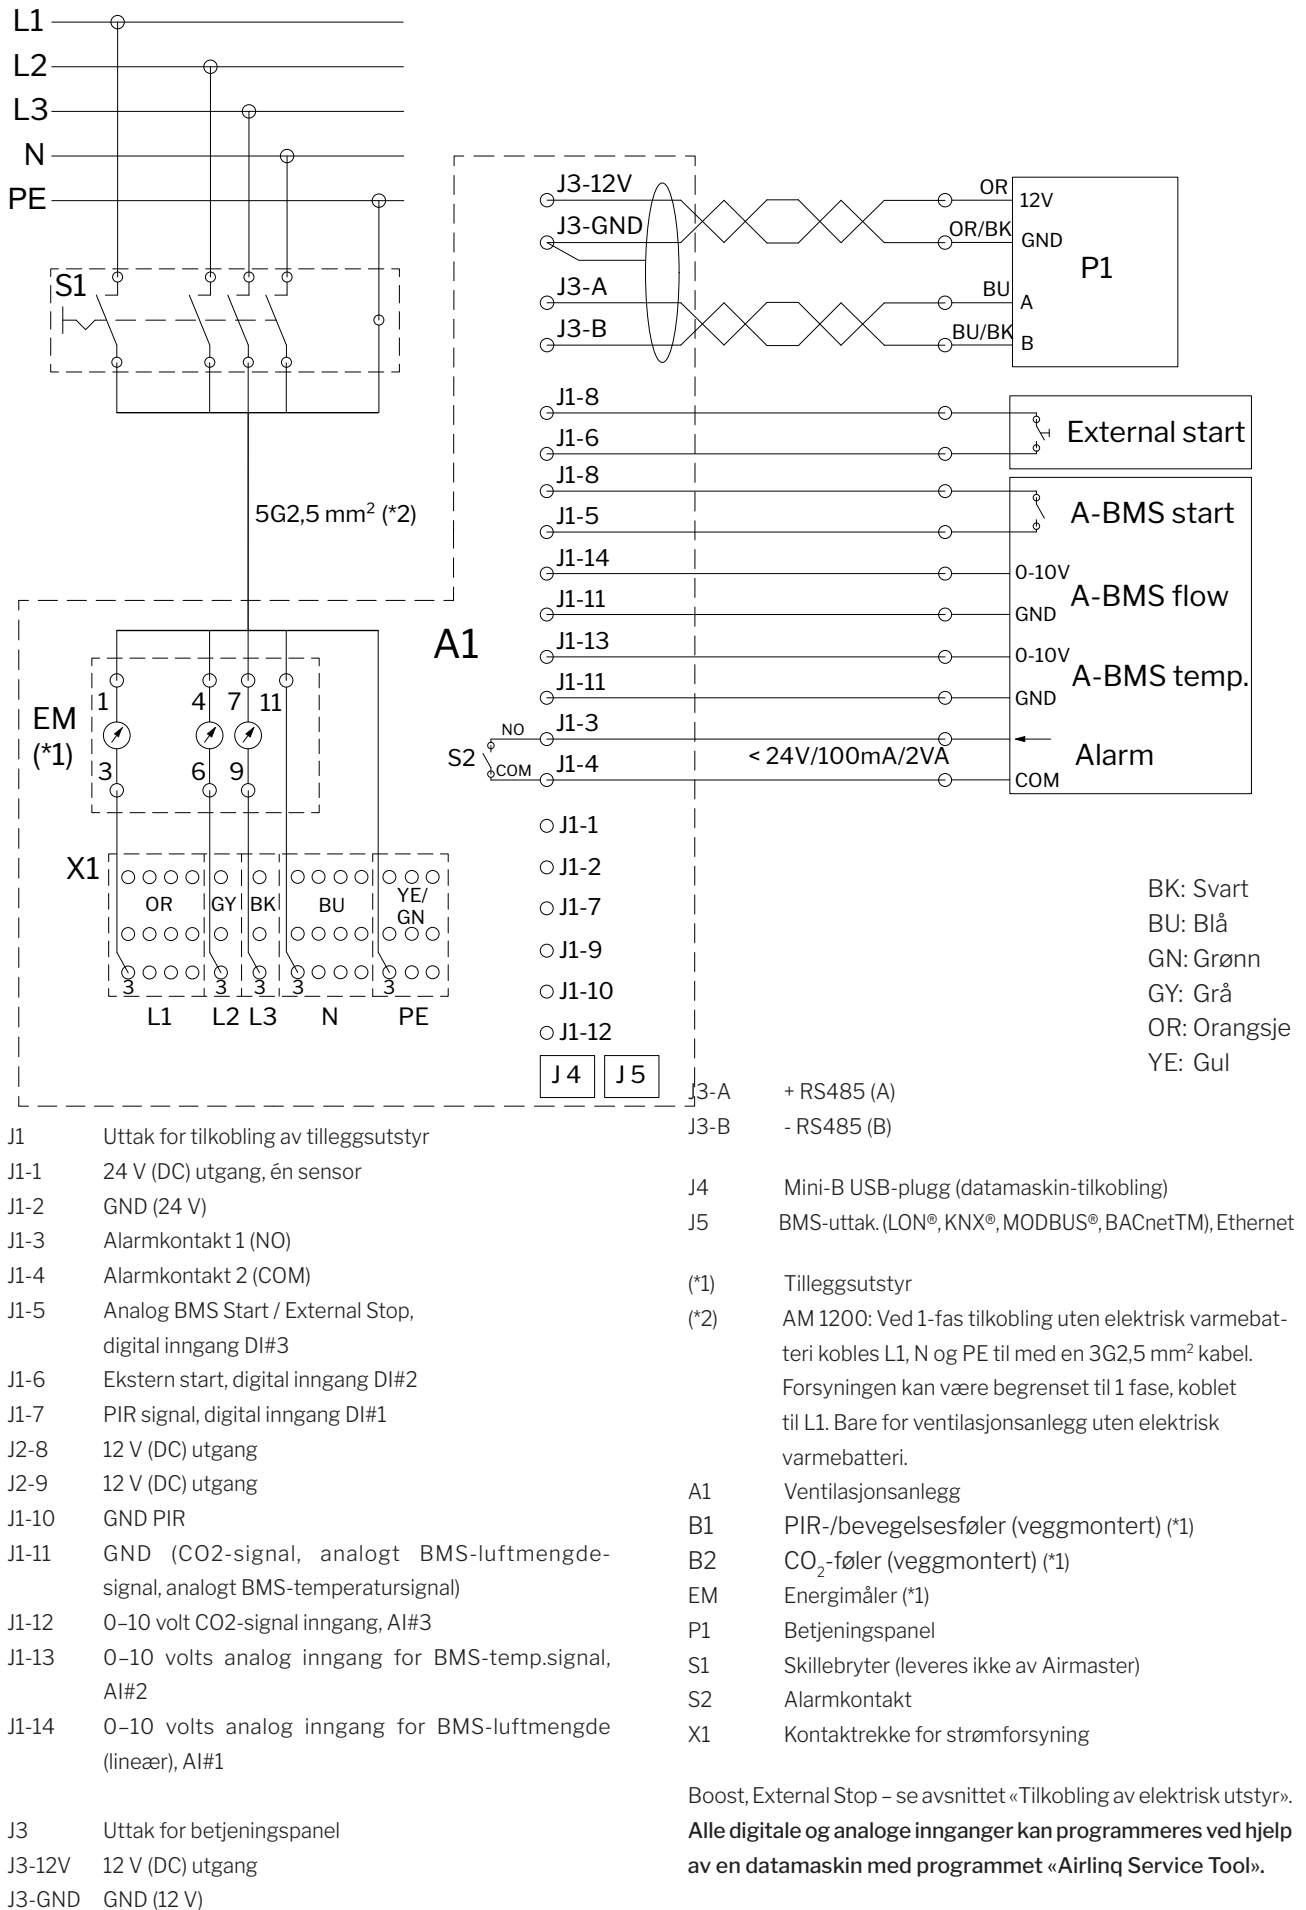 L1
L2
L3
N
PE
S1
5G2,5 mm² (*2)
J3-12V
J3-GND
J3-A
J3-B
OR
OR/BK
BU
BU/BK
12V
GND
A
B
P1
J1-8
J1-6
External start
J1-8
J1-5
A-BMS start
J1-14
0-10V
A-BMS flow
J1-11
GND
J1-13
0-10V
A-BMS temp.
J1-11
GND
A1
S2
NO
J1-3
COM
J1-4
< 24V/100mA/2VA
Alarm
COM
J1-1
J1-2
J1-7
J1-9
J1-10
J1-12
J 4
J 5
EM
(*1)
1
4
7
11
3
6
9
X1
OR
GY
BK
BU
YE/
GN
3
3
3
3
3
L1
L2
L3
N
PE
BK: Svart
BU: Blå
GN: Grønn
GY: Grå
OR: Orangsje
YE: Gul
J1 Uttak for tilkobling av tilleggsutstyr
J1-1 24 V (DC) utgang, én sensor
J1-2 GND (24 V)
J1-3 Alarmkontakt 1 (NO)
J1-4 Alarmkontakt 2 (COM)
J1-5 Analog BMS Start / External Stop,
digital inngang DI#3
J1-6 Ekstern start, digital inngang DI#2
J1-7 PIR signal, digital inngang DI#1
J2-8 12 V (DC) utgang
J2-9 12 V (DC) utgang
J1-10 GND PIR
J1-11 GND (CO2-signal, analogt BMS-luftmengde-
signal, analogt BMS-temperatursignal)
J1-12 0–10 volt CO2-signal inngang, AI#3
J1-13 0–10 volts analog inngang for BMS-temp.signal,
AI#2
J1-14 0–10 volts analog inngang for BMS-luftmengde
(lineær), AI#1
J3 Uttak for betjeningspanel
J3-12V 12 V (DC) utgang
J3-GND GND (12 V)
J3-A + RS485 (A)
J3-B - RS485 (B)
J4 Mini-B USB-plugg (datamaskin-tilkobling)
J5 BMS-uttak. (LON®, KNX®, MODBUS®, BACnetTM), Ethernet
(*1) Tilleggsutstyr
(*2) AM 1200: Ved 1-fas tilkobling uten elektrisk varmebat-
teri kobles L1, N og PE til med en 3G2,5 mm² kabel.
Forsyningen kan være begrenset til 1 fase, koblet
til L1. Bare for ventilasjonsanlegg uten elektrisk
varmebatteri.
A1 Ventilasjonsanlegg
B1 PIR-/bevegelsesføler (veggmontert) (*1)
B2 CO₂-føler (veggmontert) (*1)
EM Energimåler (*1)
P1 Betjeningspanel
S1 Skillebryter (leveres ikke av Airmaster)
S2 Alarmkontakt
X1 Kontaktrekke for strømforsyning
Boost, External Stop – se avsnittet «Tilkobling av elektrisk utstyr».
Alle digitale og analoge innganger kan programmeres ved hjelp
av en datamaskin med programmet «Airlinq Service Tool».